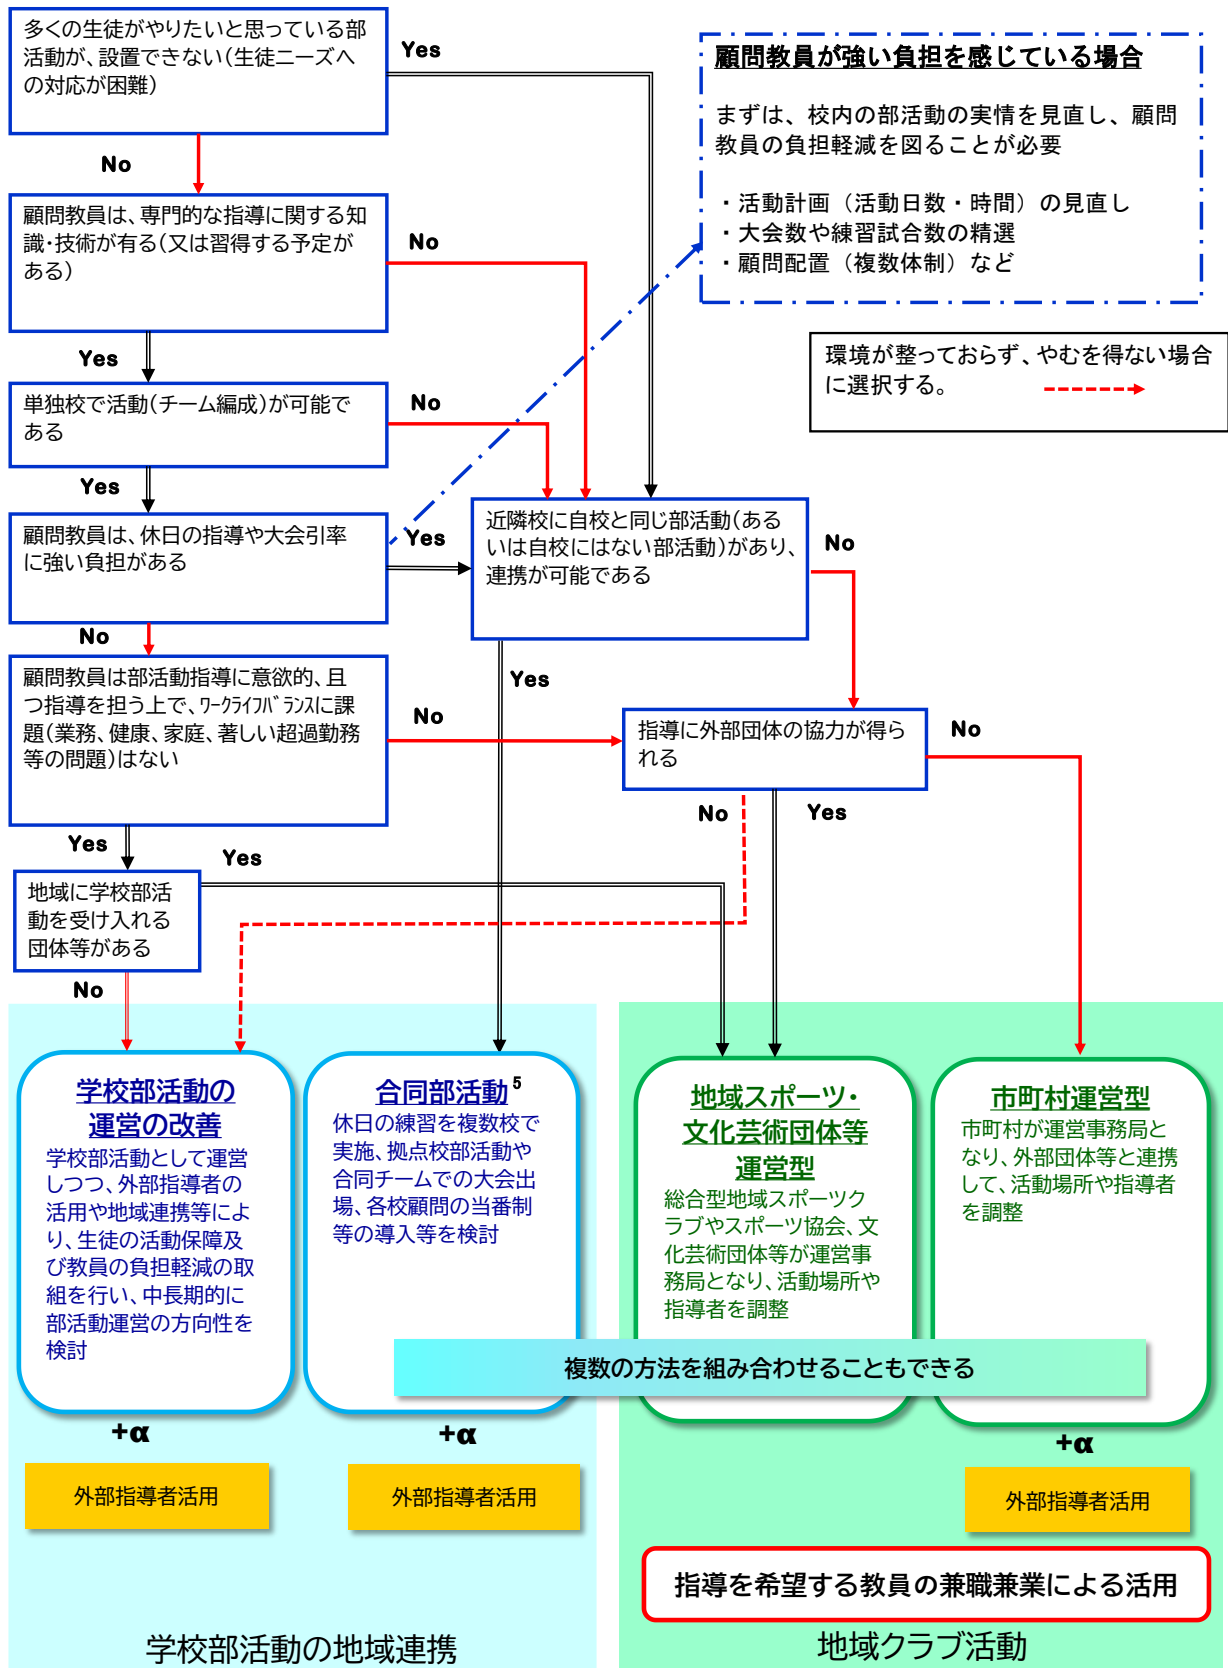 多くの生徒がやりたいと思っている部
活動が、設置できない（生徒ニーズへ
の対応が困難）
Yes
No
顧問教員が強い負担を感じている場合
まずは、校内の部活動の実情を見直し、顧問
教員の負担軽減を図ることが必要
・活動計画（活動日数・時間）の見直し
・大会数や練習試合数の精選
・顧問配置（複数体制）など
顧問教員は、専門的な指導に関する知
識・技術が有る（又は習得する予定が
ある）
No
Yes
環境が整っておらず、やむを得ない場合
に選択する。
単独校で活動（チーム編成）が可能で
ある
No
Yes
顧問教員は、休日の指導や大会引率
に強い負担がある
Yes
No
近隣校に自校と同じ部活動（ある
いは自校にはない部活動）があり、
連携が可能である
No
Yes
顧問教員は部活動指導に意欲的、且
つ指導を担う上で、ﾜｰｸﾗｲﾌﾊﾞﾗﾝｽに課
題（業務、健康、家庭、著しい超過勤務
等の問題）はない
No
Yes
指導に外部団体の協力が得ら
れる
No
No
Yes
Yes
地域に学校部活
動を受け入れる
団体等がある
No
学校部活動の
運営の改善
学校部活動として運営
しつつ、外部指導者の
活用や地域連携等によ
り、生徒の活動保障及
び教員の負担軽減の取
組を行い、中長期的に
部活動運営の方向性を
検討
合同部活動5
休日の練習を複数校で
実施、拠点校部活動や
合同チームでの大会出
場、各校顧問の当番制
等の導入等を検討
地域スポーツ・
文化芸術団体等
運営型
総合型地域スポーツク
ラブやスポーツ協会、文
化芸術団体等が運営事
務局となり、活動場所や
指導者を調整
市町村運営型
市町村が運営事務局と
なり、外部団体等と連携
して、活動場所や指導者
を調整
複数の方法を組み合わせることもできる
+α
+α
+α
外部指導者活用
外部指導者活用
外部指導者活用
指導を希望する教員の兼職兼業による活用
学校部活動の地域連携
地域クラブ活動